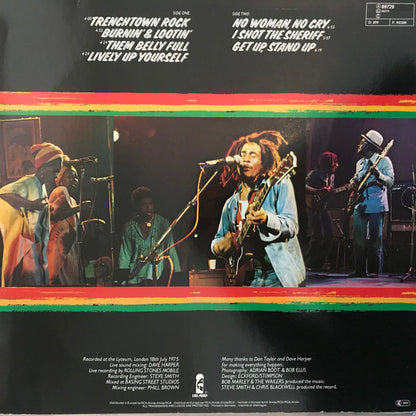 SIDE ONE
TRENCHTOWN ROCK
BURNIN' & LOOTIN'
THEM BELLY FULL
LIVELY UP YOURSELF
SIDE TWO
NO WOMAN, NO CRY
I SHOT THE SHERIFF
GET UP STAND UP
89729
Recorded at the Lyceum, London 18th July 1975
Live sound mixing: DAVE HARPER
Live recording by ROLLING STONES MOBILE
Recording Engineer: STEVE SMITH
Mixed at BASING STREET STUDIOS
Mixing engineer: PHILL BROWN
Many thanks to Don Taylor and Dave Harper
for making everything happen.
Photography: ADRIAN BOOT & BOB ELLIS
Design: ECKFORD/STIMPSON
BOB MARLEY & THE WAILERS produced the music;
STEVE SMITH & CHRIS BLACKWELL produced the record.
ISLAND